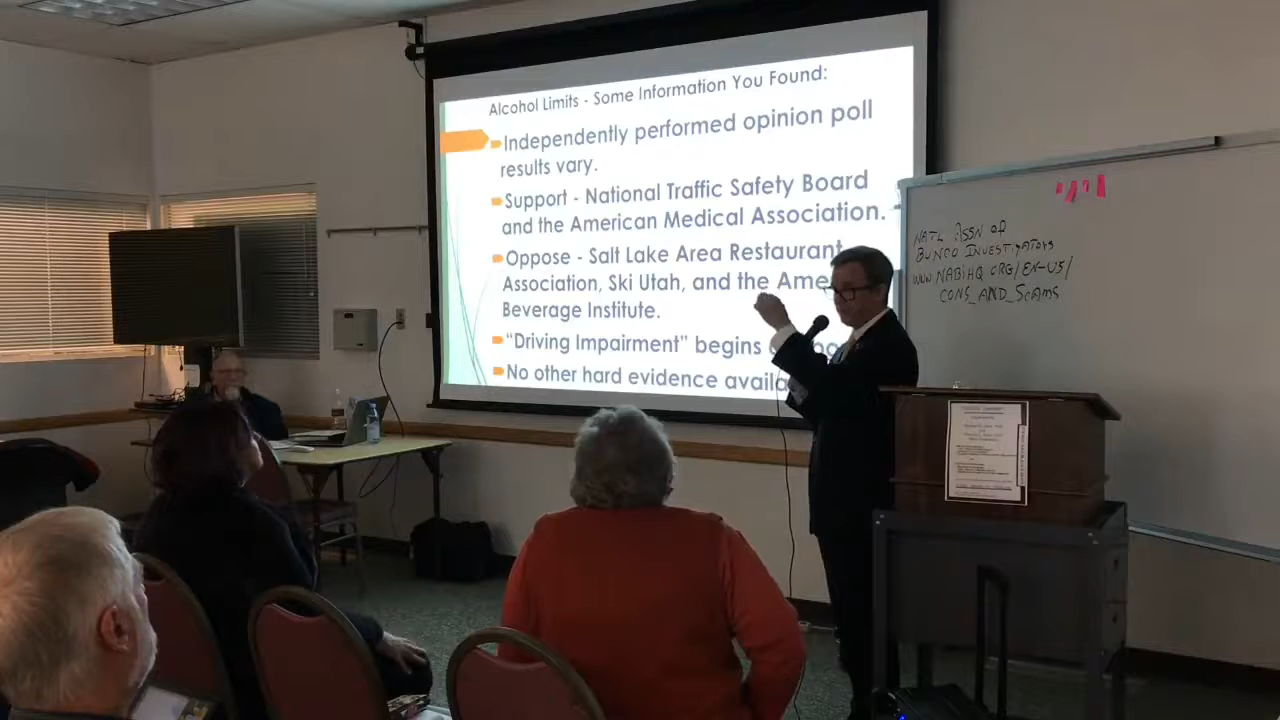 Alcohol Limits - Some Information You Found:
Independently performed opinion poll
results vary.
Support - National Traffic Safety Board
and the American Medical Association.
Oppose - Salt Lake Area Restaurant
Association, Ski Utah, and the Ame
Beverage Institute.
"Driving Impairment" begins
No other hard evidence availa
NATL ASSN OF
BUNCO INVESTIGATORS
WWW.NABIHQ.ORG/EN-US/
CONS_AND_SCAMS